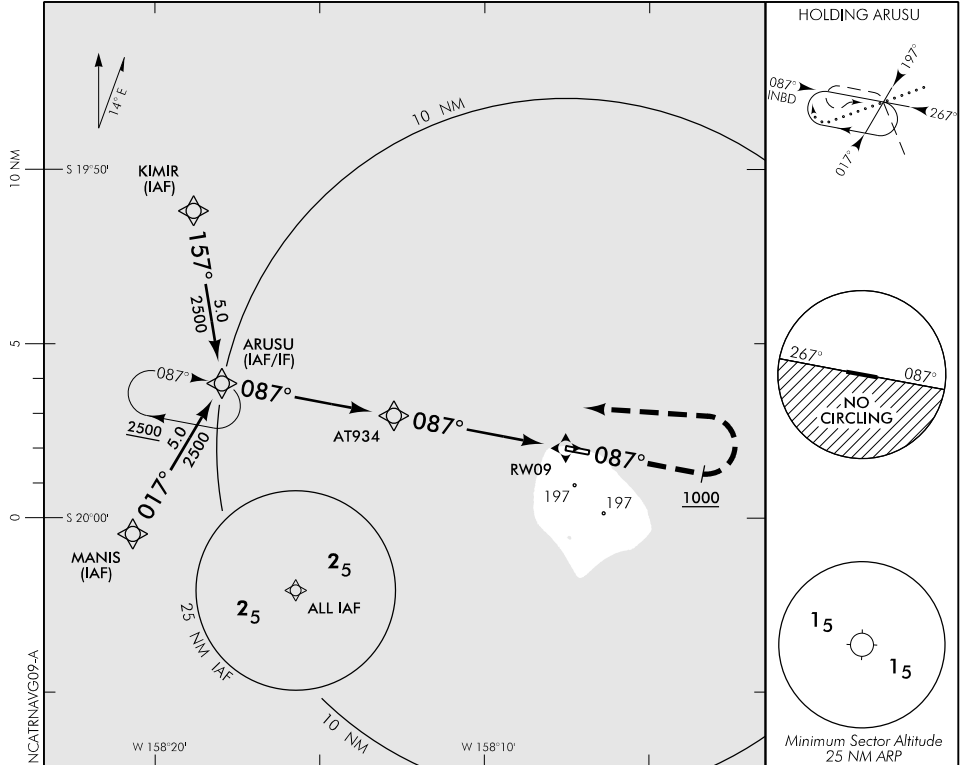 HOLDING ARUSU
197°
087°
INBD
267°
017°
14° E
10 NM
10 NM
S 19°50'
KIMIR
(IAF)
157°
5.0
2500
5
ARUSU
(IAF/IF)
087°
087°
AT934
087°
RW09
087°
1000
2500
5.0
2500
017°
197
197
0
S 20°00'
MANIS
(IAF)
25
25
ALL IAF
25 NM IAF
10 NM
W 158°20'
W 158°10'
NCATRNAVG09-A
267°
087°
NO
CIRCLING
15
15
Minimum Sector Altitude
25 NM ARP